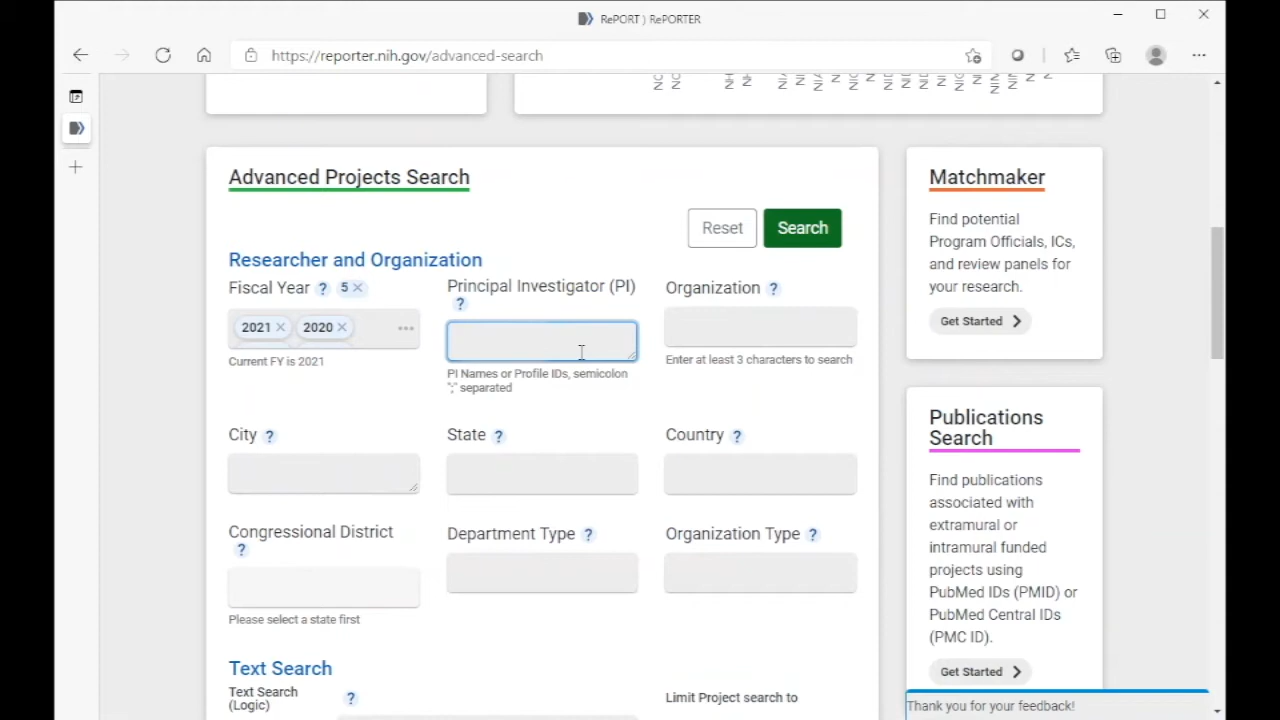 RePORT ⟩ RePORTER
https://reporter.nih.gov/advanced-search
Advanced Projects Search
Reset
Search
Researcher and Organization
Fiscal Year ? 5 ×
Principal Investigator (PI)
?
Organization ?
2021 × 2020 × ...
Current FY is 2021
PI Names or Profile IDs, semicolon
";" separated
Enter at least 3 characters to search
City ?
State ?
Country ?
Congressional District
?
Department Type ?
Organization Type ?
Please select a state first
Text Search
Text Search
(Logic)
?
Limit Project search to
Matchmaker
Find potential
Program Officials, ICs,
and review panels for
your research.
Get Started
Publications
Search
Find publications
associated with
extramural or
intramural funded
projects using
PubMed IDs (PMID) or
PubMed Central IDs
(PMC ID).
Get Started
Thank you for your feedback!